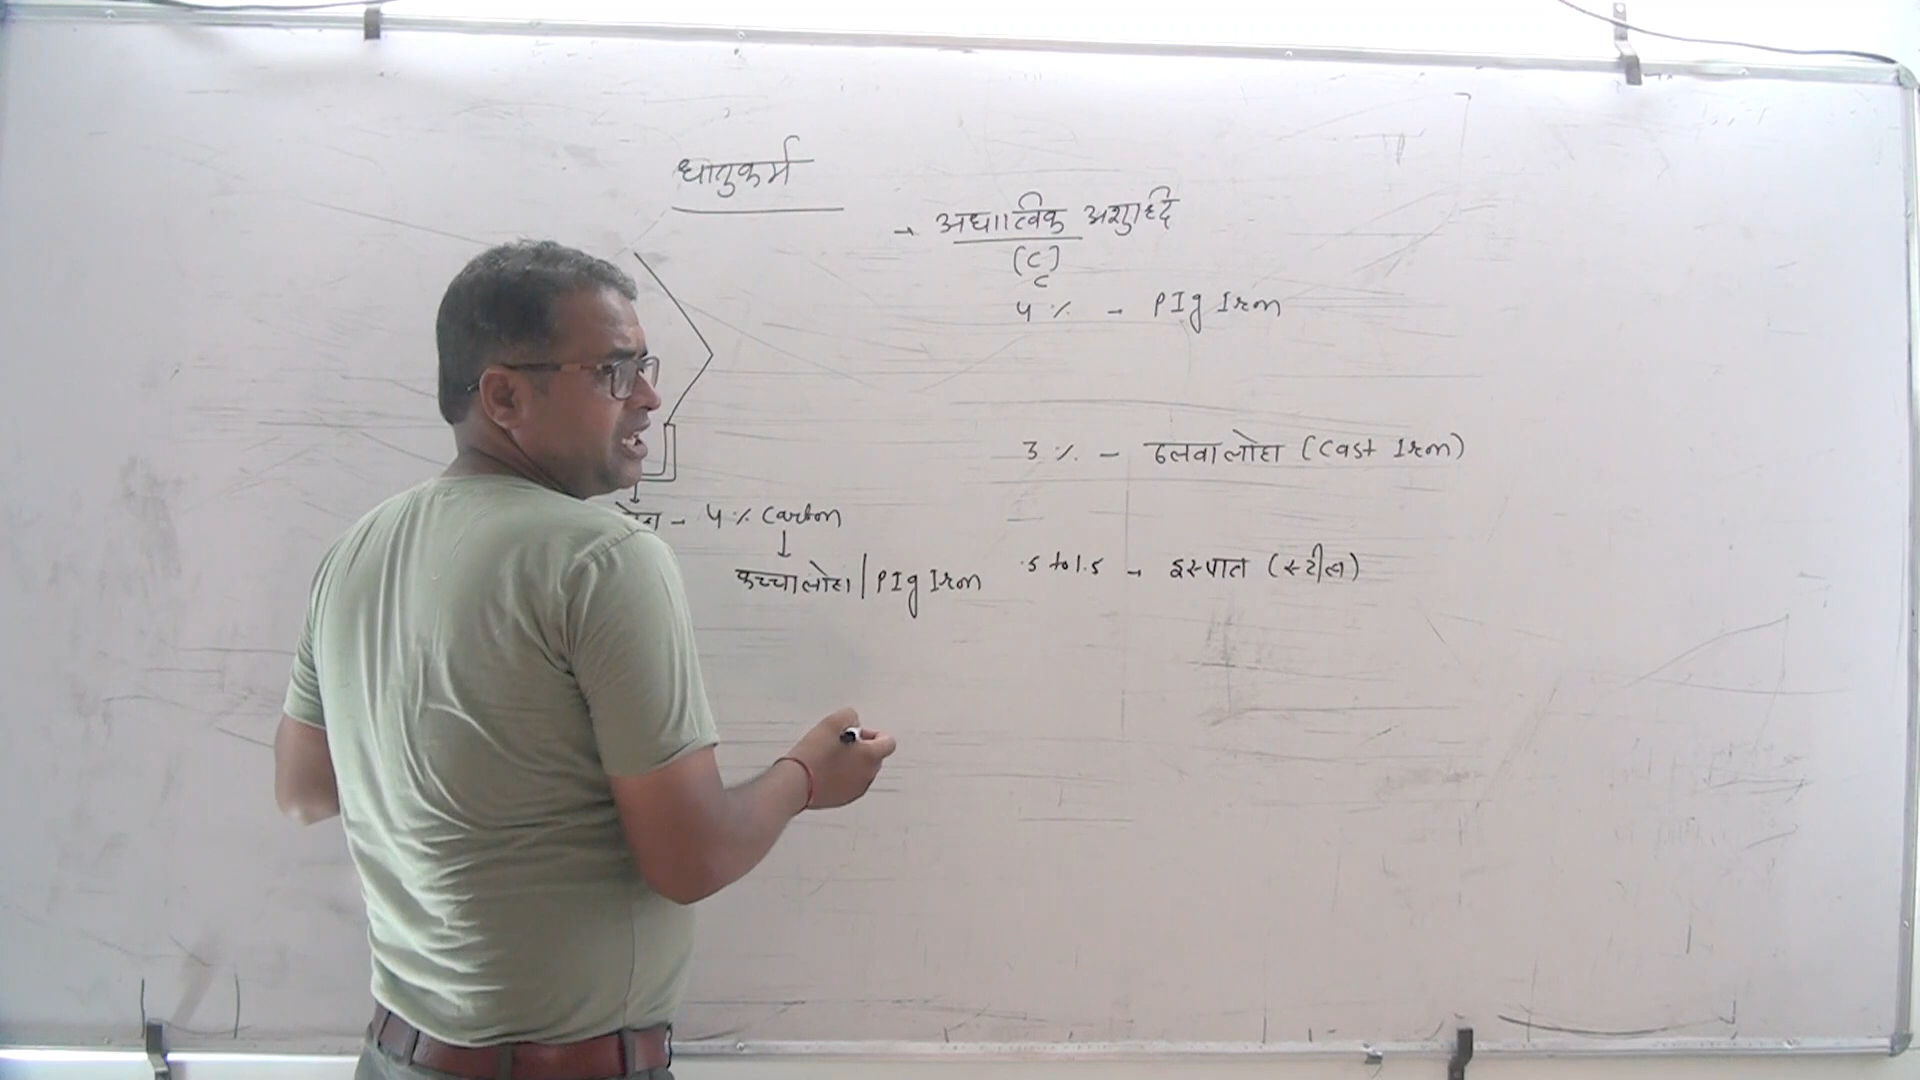 धातुकर्म
→ अधात्विक अशुद्धि
(C)
C
4 % - PIg Iron
3 % - ढलवा लोहा (Cast Iron)
- 4 % Carbon
कच्चा लोहा | PIg Iron
.5 to 1.5 - इस्पात (स्टील)